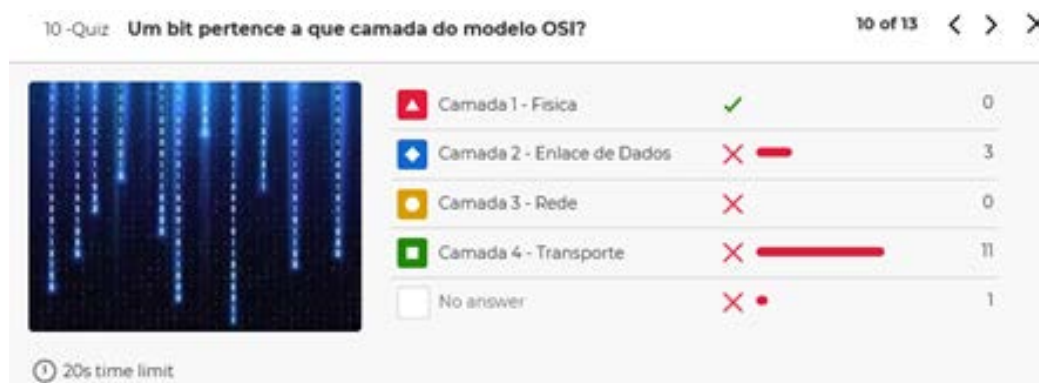 10 -Quiz Um bit pertence a que camada do modelo OSI? 10 of 13
Camada 1 - Fisica 0
Camada 2 - Enlace de Dados 3
Camada 3 - Rede 0
Camada 4 - Transporte 11
No answer 1
20s time limit